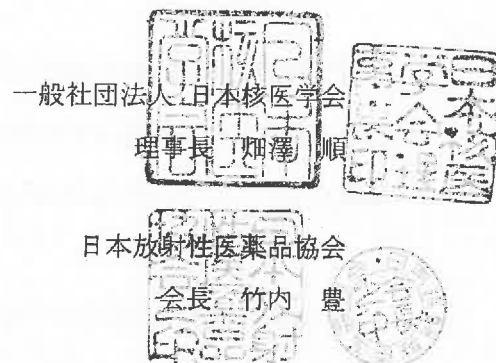 一般社団法人 日本核医学会
理事長 畑澤 順
日本放射性医薬品協会
会長 竹内 豊